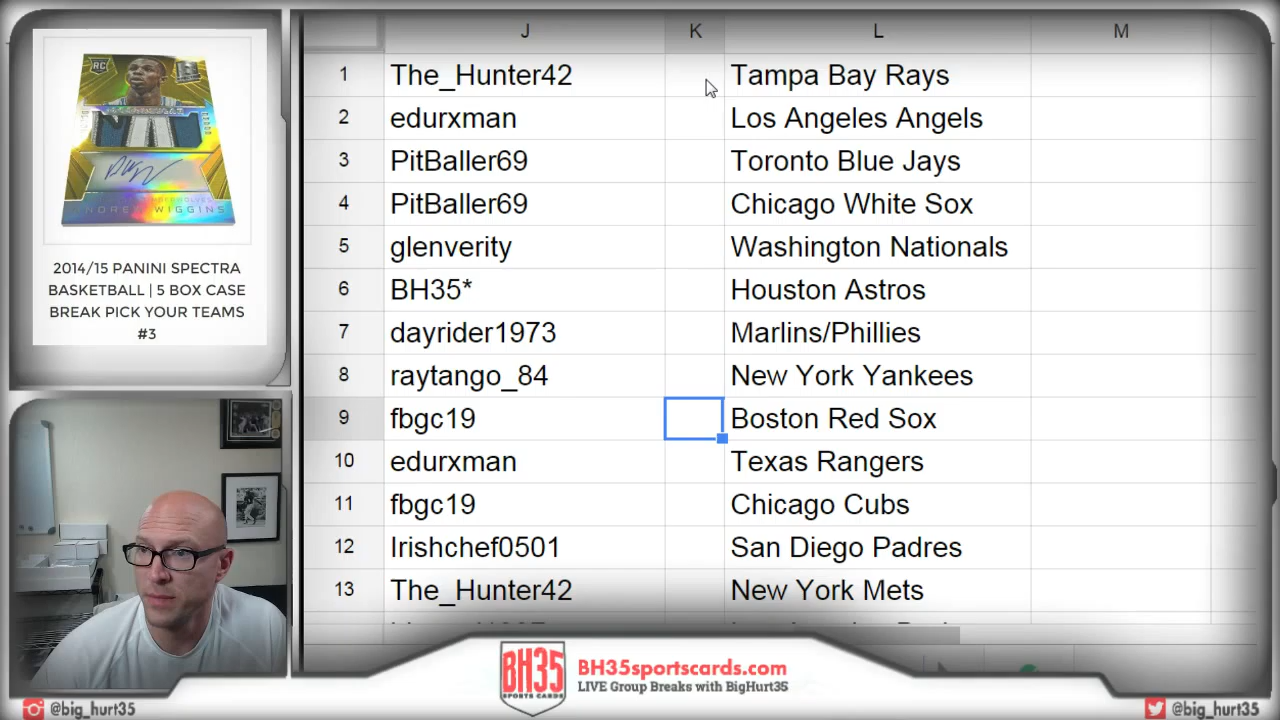 RC
ANDREW WIGGINS
2014/15 PANINI SPECTRA
BASKETBALL | 5 BOX CASE
BREAK PICK YOUR TEAMS
#3
J K L M
1 The_Hunter42 Tampa Bay Rays
2 edurxman Los Angeles Angels
3 PitBaller69 Toronto Blue Jays
4 PitBaller69 Chicago White Sox
5 glenverity Washington Nationals
6 BH35* Houston Astros
7 dayrider1973 Marlins/Phillies
8 raytango_84 New York Yankees
9 fbgc19 Boston Red Sox
10 edurxman Texas Rangers
11 fbgc19 Chicago Cubs
12 Irishchef0501 San Diego Padres
13 The_Hunter42 New York Mets
BH35
SPORTS CARDS
BH35sportscards.com
LIVE Group Breaks with BigHurt35
@big_hurt35
@big_hurt35